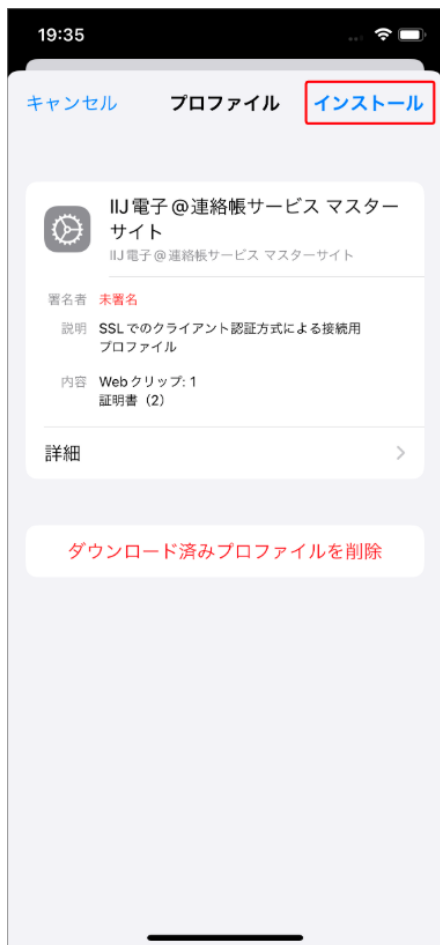 19:35
キャンセル プロファイル インストール
IIJ電子@連絡帳サービス マスター
サイト
IIJ電子@連絡帳サービス マスターサイト
署名者 未署名
説明 SSLでのクライアント認証方式による接続用
プロファイル
内容 Webクリップ: 1
証明書（2）
詳細
ダウンロード済みプロファイルを削除